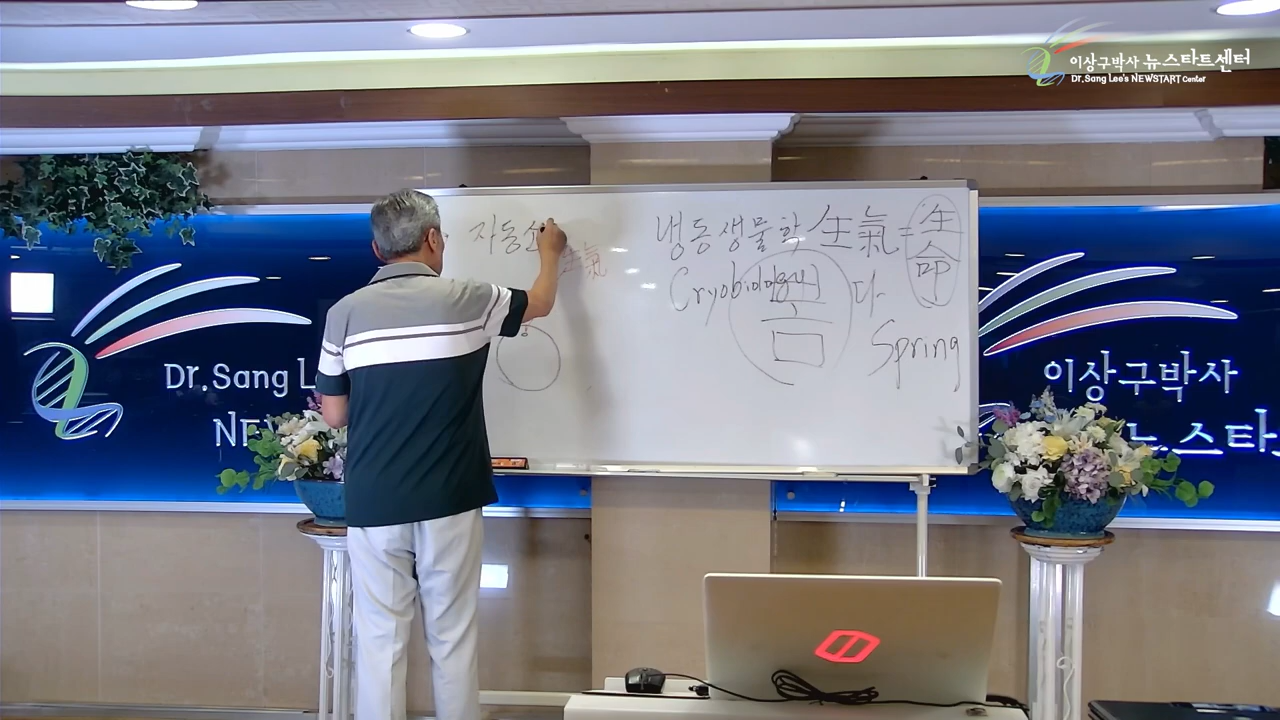 이상구박사 뉴스타트센터
Dr.Sang Lee's NEWSTART Center
자동
生氣
냉동생물학 生氣 = 生命
Cryobiology 다
봄
Spring
Dr.Sang
이상구박사
뉴스타